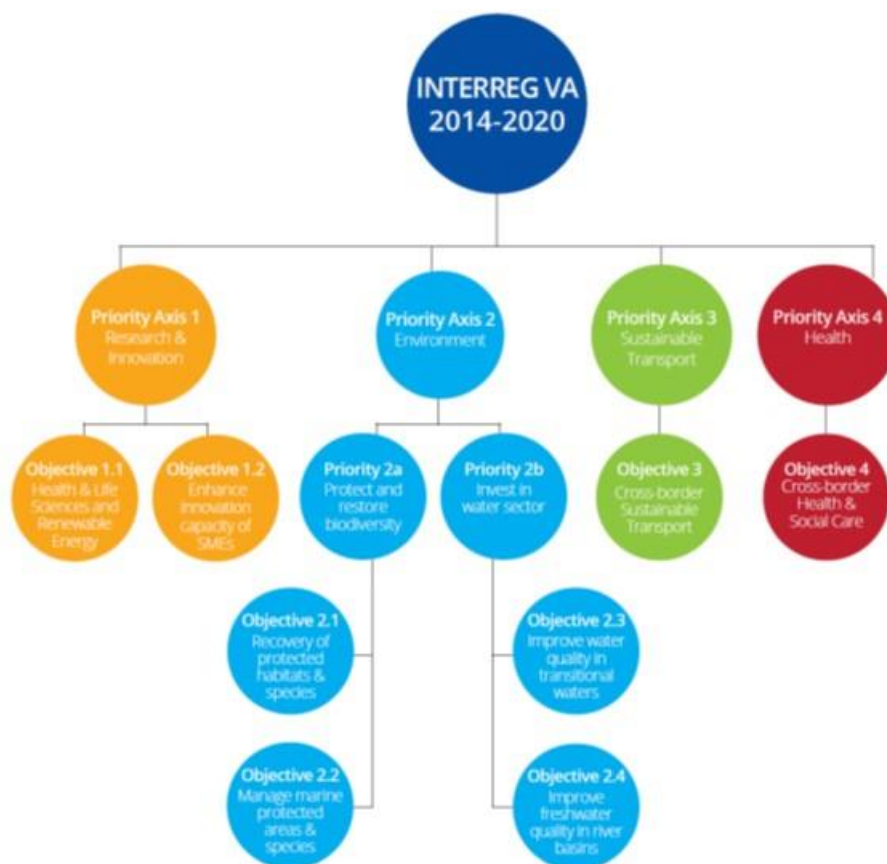 INTERREG VA
2014-2020
Priority Axis 1
Research &
Innovation
Priority Axis 2
Environment
Priority Axis 3
Sustainable
Transport
Priority Axis 4
Health
Objective 1.1
Health & Life
Sciences and
Renewable
Energy
Objective 1.2
Enhance
innovation
capacity of
SMEs
Priority 2a
Protect and
restore
biodiversity
Priority 2b
Invest in
water sector
Objective 3
Cross-border
Sustainable
Transport
Objective 4
Cross-border
Health &
Social Care
Objective 2.1
Recovery of
protected
habitats &
species
Objective 2.3
Improve water
quality in
transitional
waters
Objective 2.2
Manage marine
protected
areas &
species
Objective 2.4
Improve
freshwater
quality in river
basins